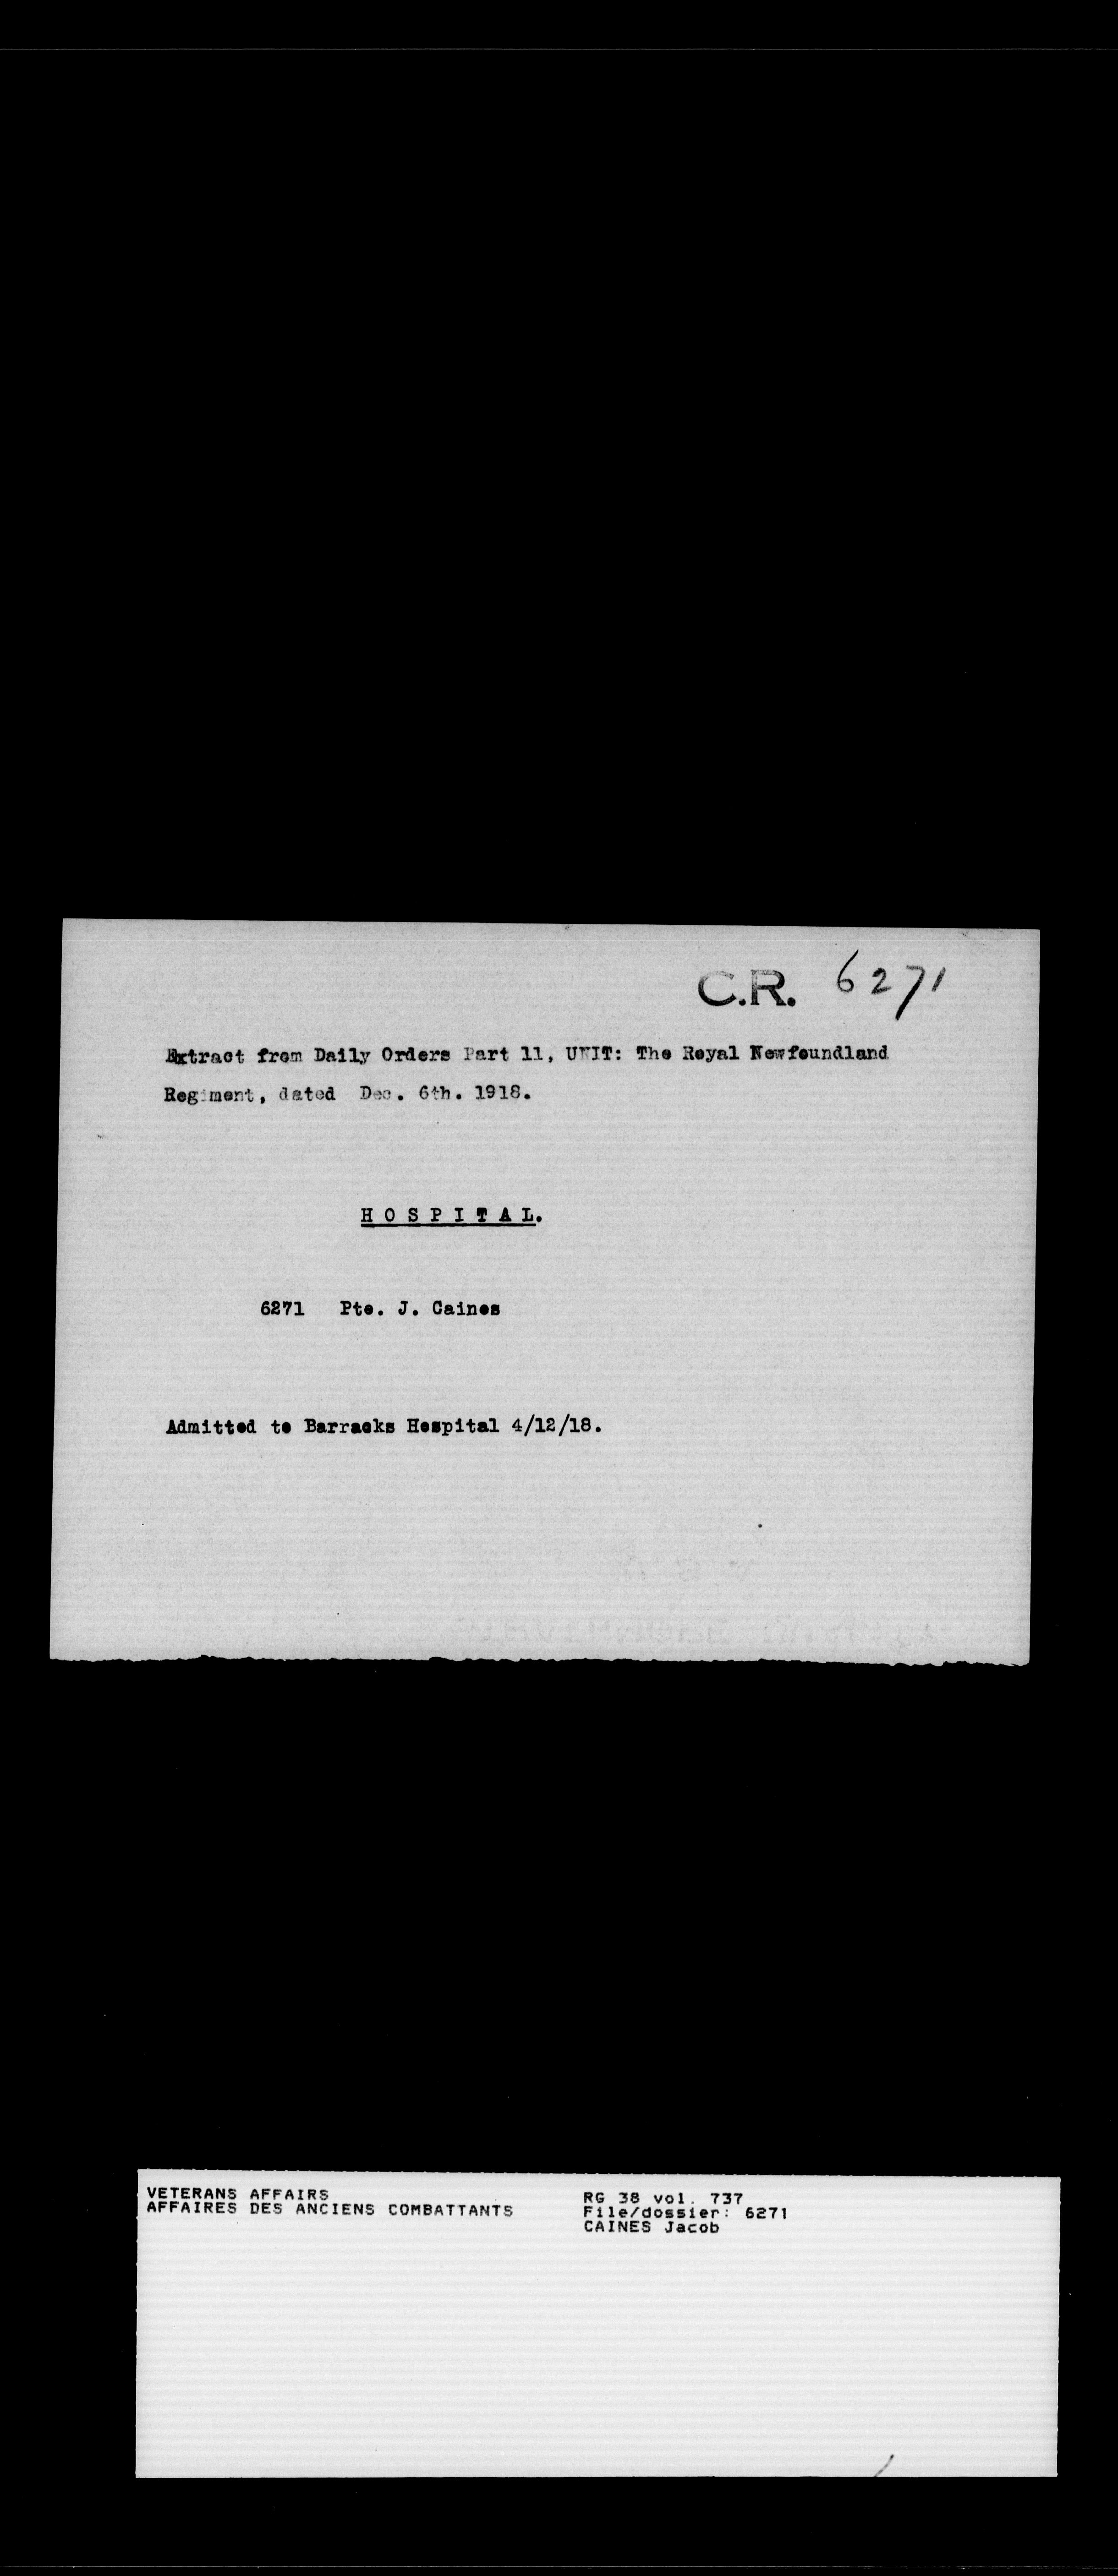 C.R. 6271
Extract from Daily Orders Part 11, UNIT: The Royal Newfoundland
Regiment, dated Dec. 6th. 1918.
HOSPITAL.
6271 Pte. J. Caines
Admitted to Barracks Hospital 4/12/18.
VETERANS AFFAIRS
AFFAIRES DES ANCIENS COMBATTANTS
RG 38 vol. 737
File/dossier: 6271
CAINES Jacob